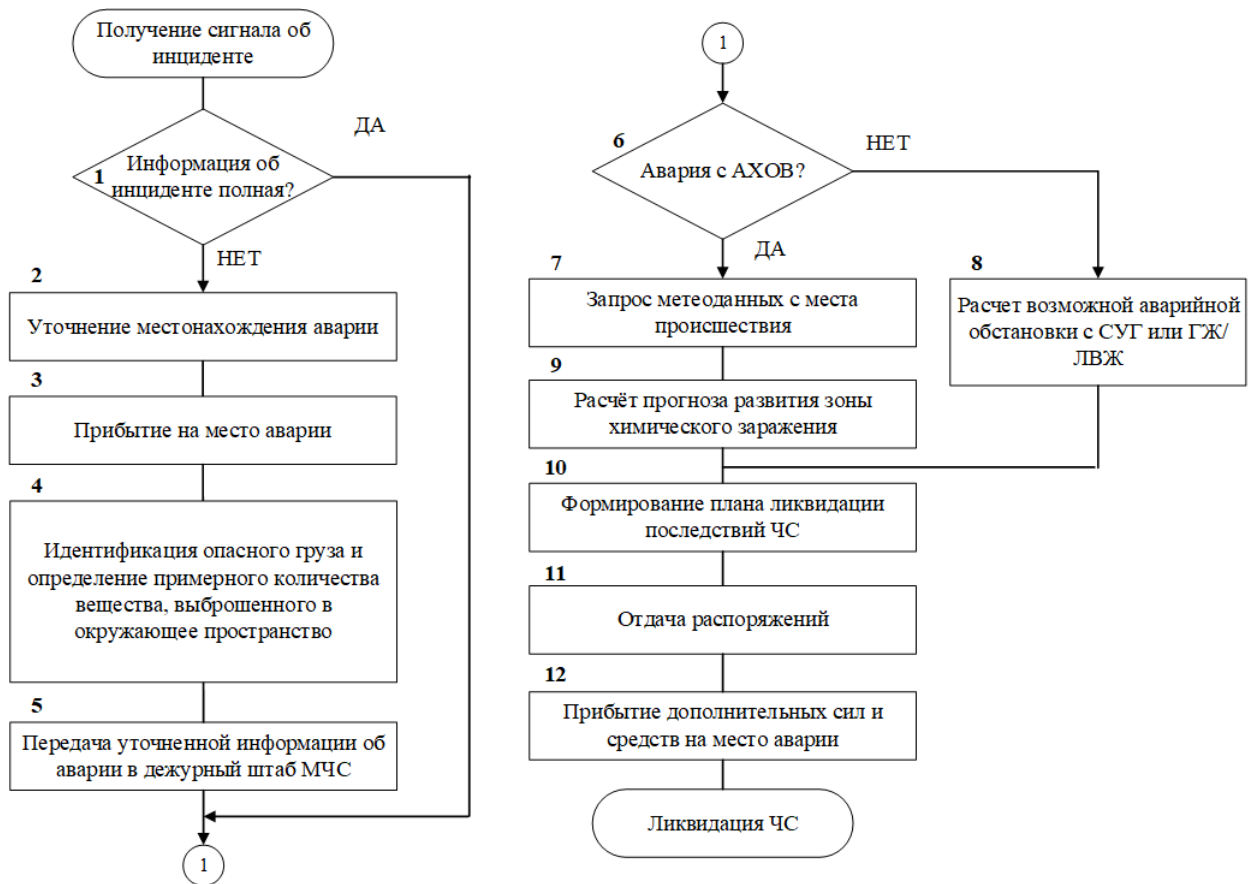 Получение сигнала об
инциденте
ДА
1
Информация об
инциденте полная?
НЕТ
2
Уточнение местонахождения аварии
3
Прибытие на место аварии
4
Идентификация опасного груза и
определение примерного количества
вещества, выброшенного в
окружающее пространство
5
Передача уточненной информации об
аварии в дежурный штаб МЧС
1
1
6
Авария с АХОВ?
НЕТ
ДА
7
Запрос метеоданных с места
происшествия
8
Расчет возможной аварийной
обстановки с СУГ или ГЖ/
ЛВЖ
9
Расчёт прогноза развития зоны
химического заражения
10
Формирование плана ликвидации
последствий ЧС
11
Отдача распоряжений
12
Прибытие дополнительных сил и
средств на место аварии
Ликвидация ЧС